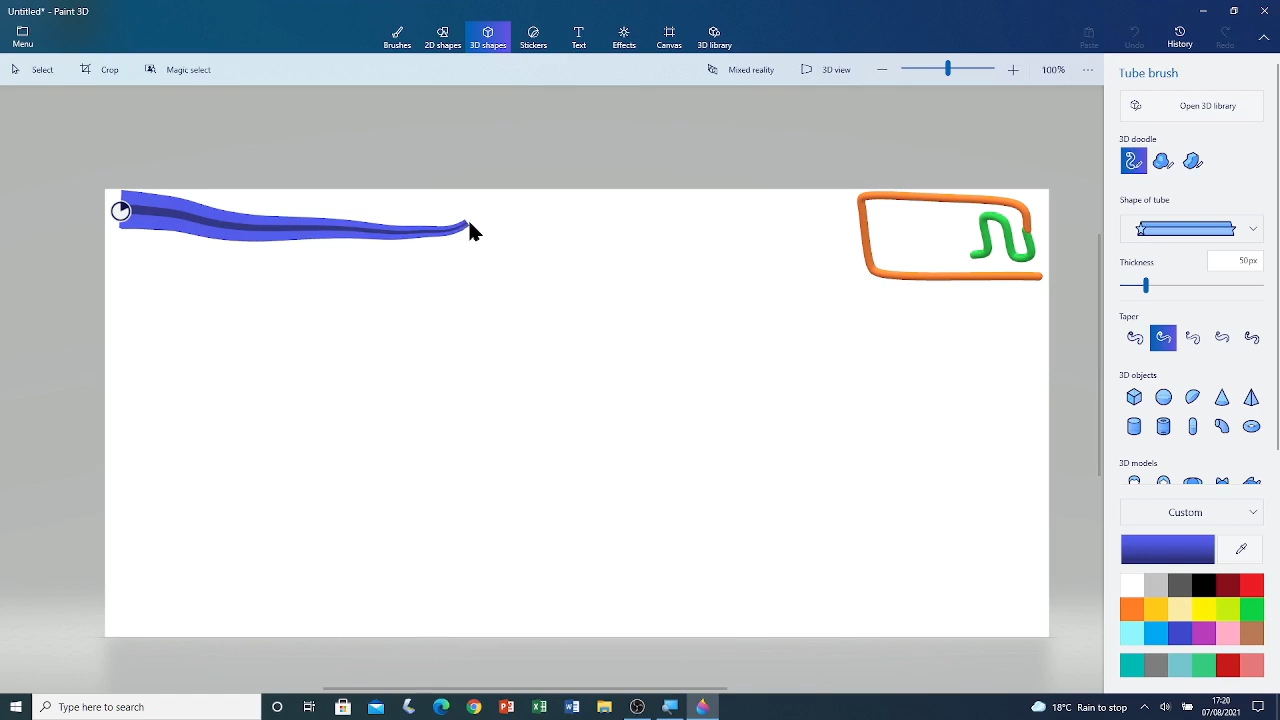 Untitled* - Paint 3D
Menu
Brushes
2D shapes
3D shapes
Stickers
Text
Effects
Canvas
3D library
Paste
Undo
History
Redo
Select
Crop
Magic select
Mixed reality
3D view
100%
Tube brush
Open 3D library
3D doodle
Shape of tube
Thickness
50px
Taper
3D objects
3D models
Custom
Type here to search
18°C Rain to stop
17:20
07/08/2021